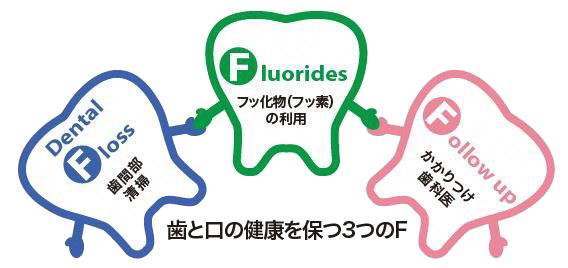 Dental
Floss
歯間部
清掃
Fluorides
フッ化物(フッ素)
の利用
Follow up
かかりつけ
歯科医
歯と口の健康を保つ3つのF